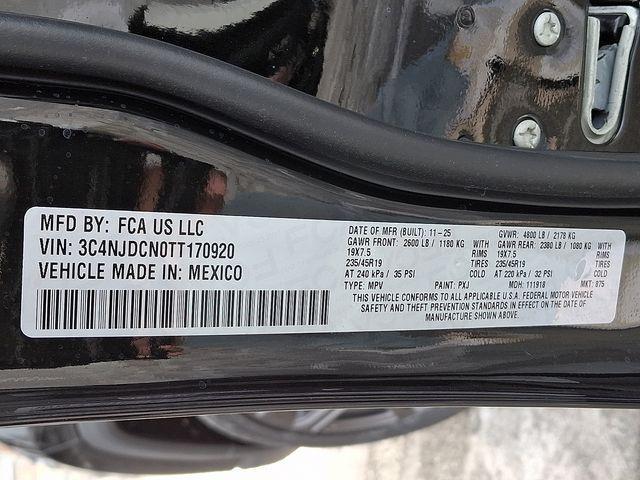 MFD BY: FCA US LLC
VIN: 3C4NJDCN0TT170920
VEHICLE MADE IN: MEXICO
DATE OF MFR (BUILT): 11-25 GVWR: 4800 LB / 2178 KG
GAWR FRONT: 2600 LB / 1180 KG WITH GAWR REAR: 2380 LB / 1080 KG WITH
19X7.5 RIMS 19X7.5 RIMS
235/45R19 TIRES 235/45R19 TIRES
AT 240 kPa / 35 PSI COLD AT 220 kPa / 32 PSI COLD
TYPE: MPV PAINT: PXJ MDH: 111918 MKT: 875
THIS VEHICLE CONFORMS TO ALL APPLICABLE U.S.A. FEDERAL MOTOR VEHICLE
SAFETY AND THEFT PREVENTION STANDARDS IN EFFECT ON THE DATE OF
MANUFACTURE SHOWN ABOVE.